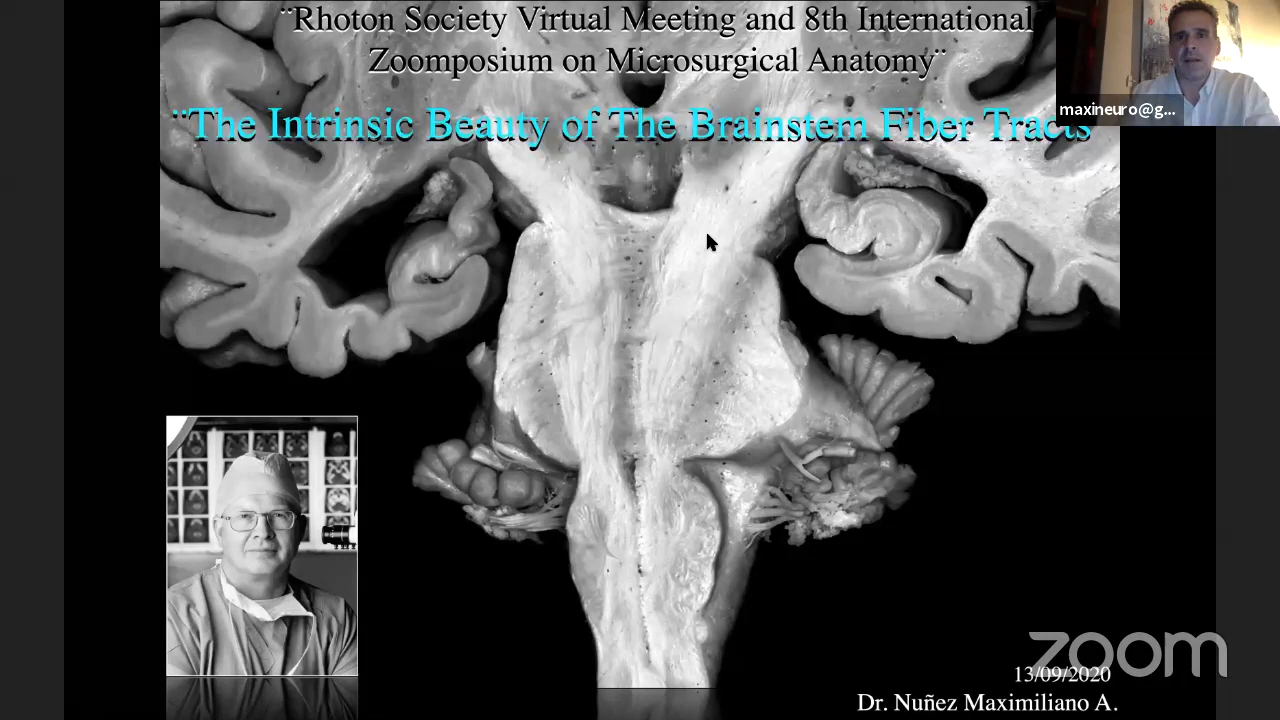 ¨Rhoton Society Virtual Meeting and 8th International
Zoomposium on Microsurgical Anatomy¨
¨The Intrinsic Beauty of The Brainstem Fiber Tracts¨
maxineuro@g...
zoom
13/09/2020
Dr. Nuñez Maximiliano A.